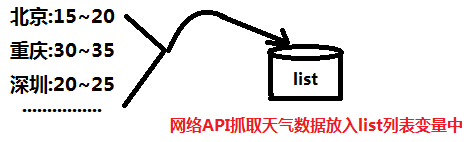 北京:15~20
重庆:30~35
深圳:20~25
................
list
网络API抓取天气数据放入list列表变量中